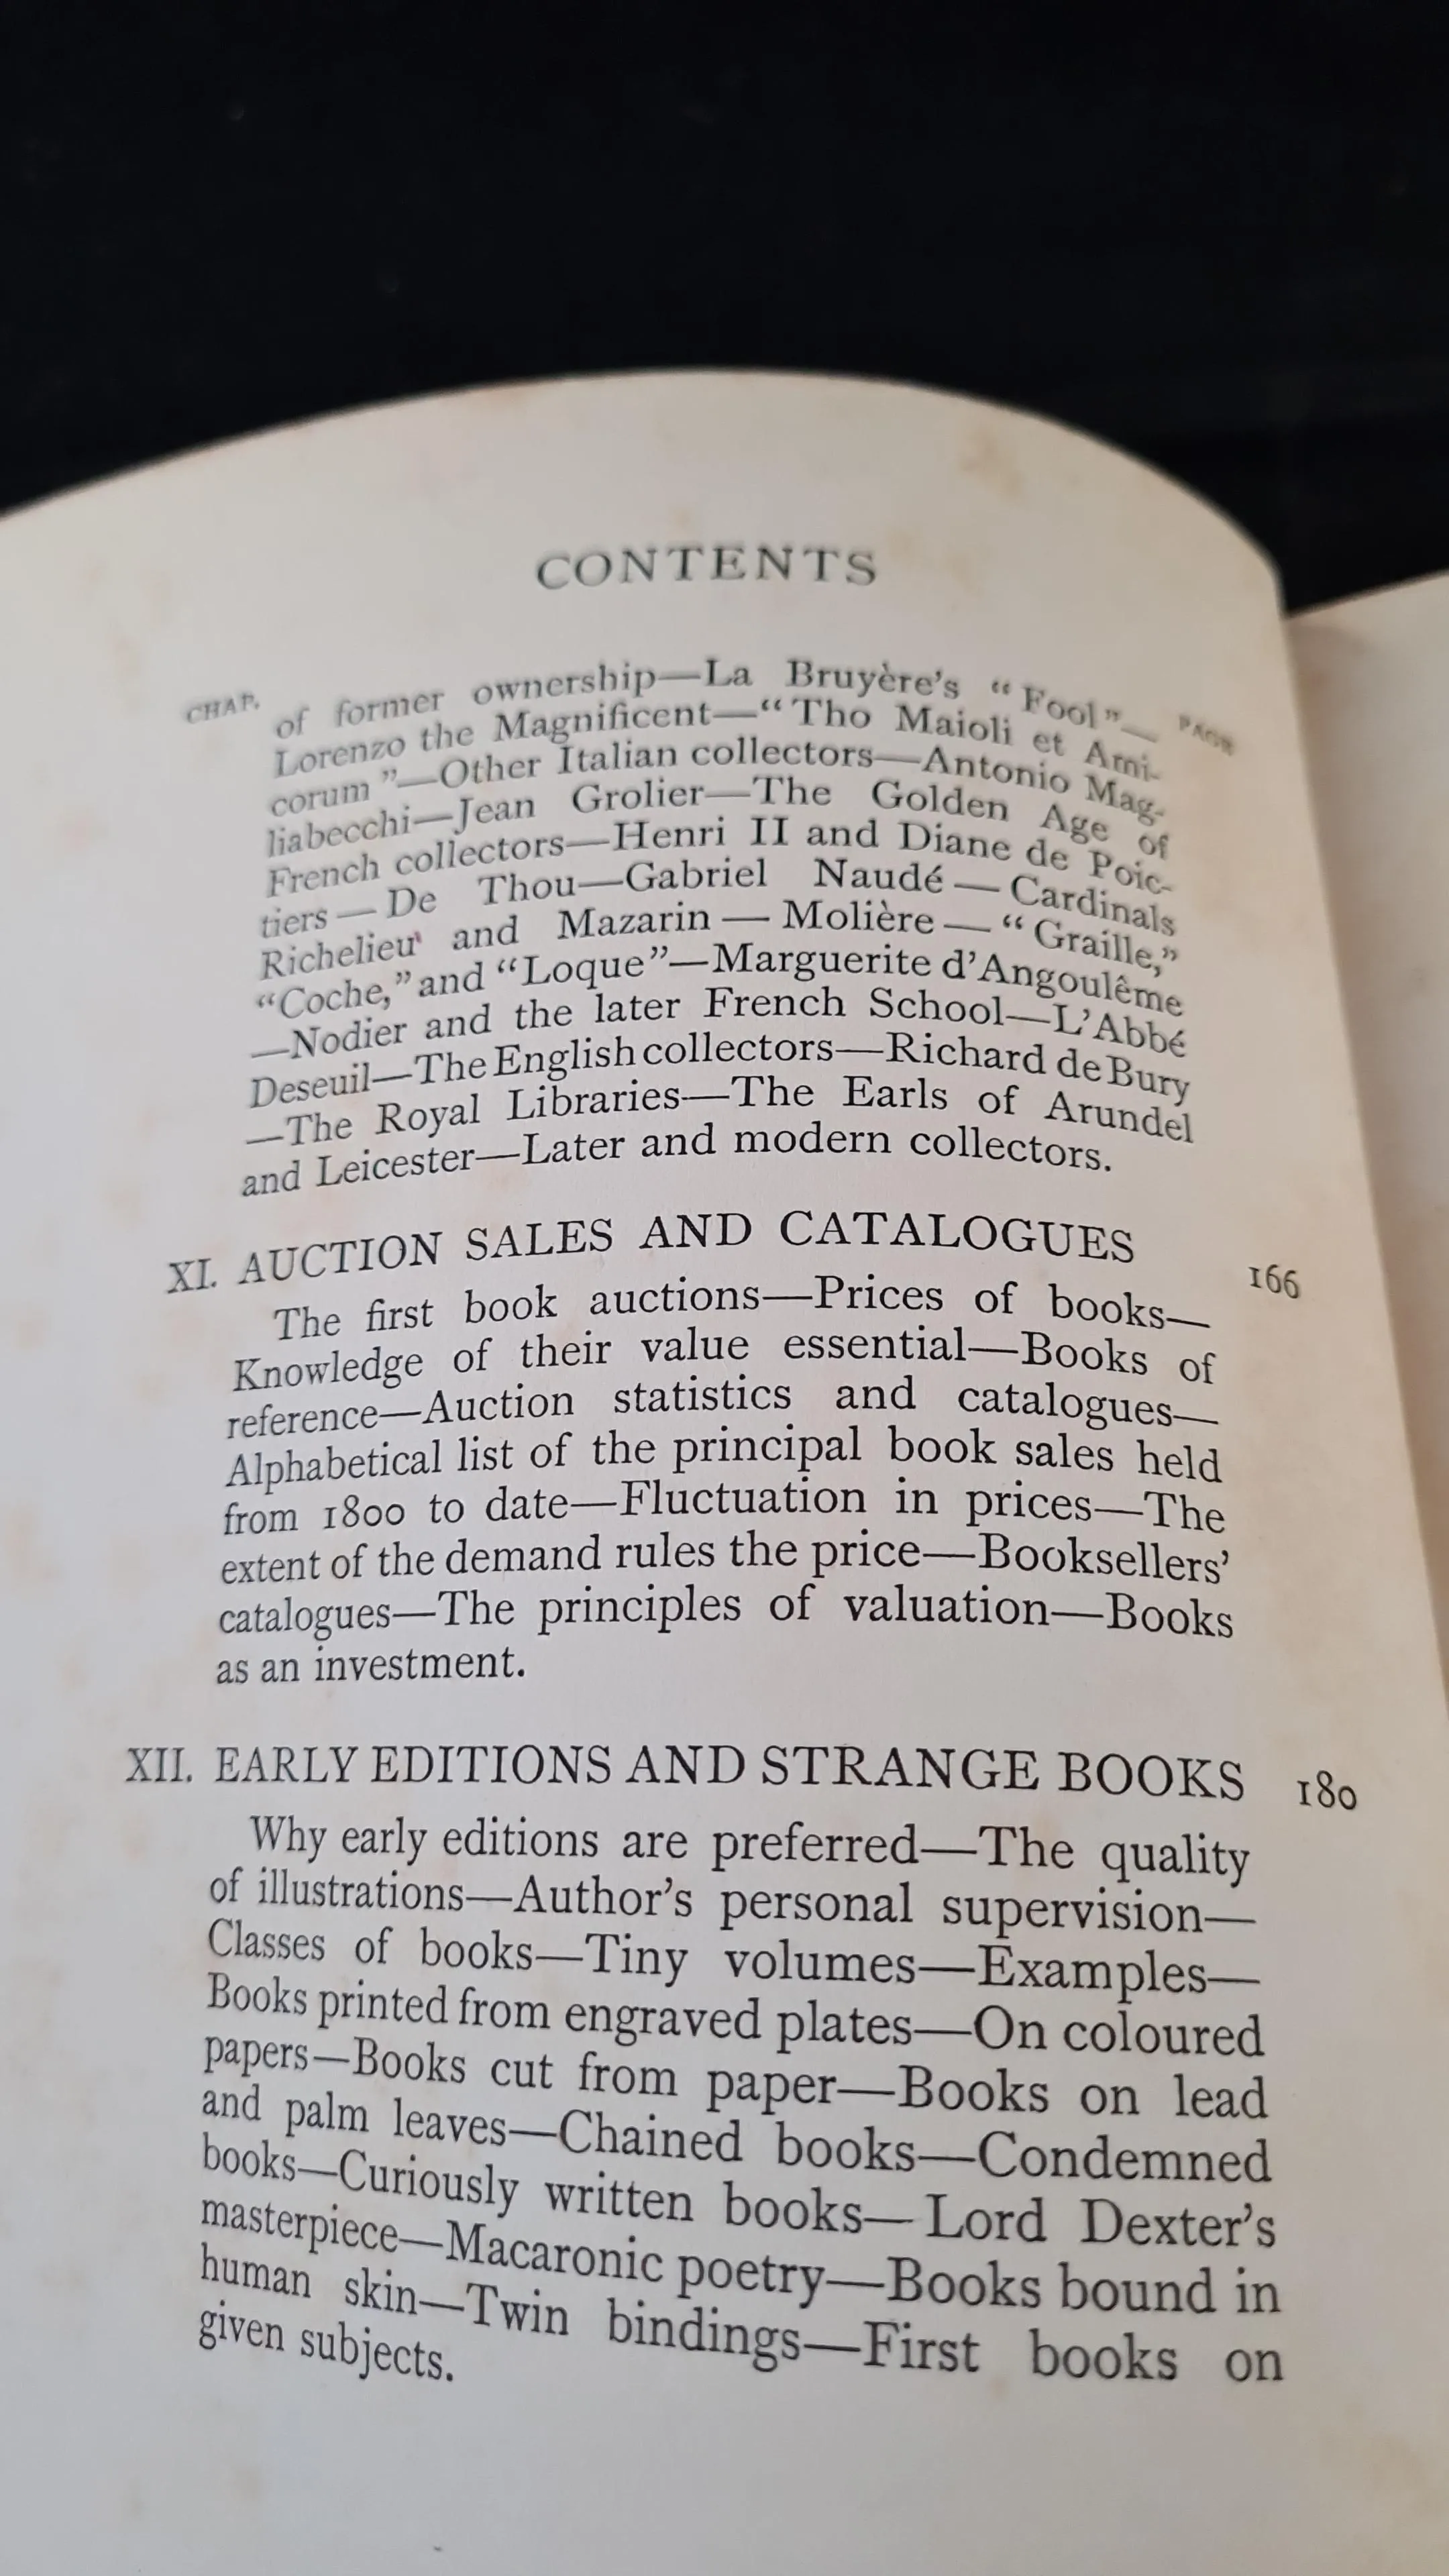 CONTENTS
CHAP. PAGE
of former ownership—La Bruyère's “Fool”—
Lorenzo the Magnificent—“Tho Maioli et Ami-
corum”—Other Italian collectors—Antonio Mag-
liabecchi—Jean Grolier—The Golden Age of
French collectors—Henri II and Diane de Poic-
tiers—De Thou—Gabriel Naudé—Cardinals
Richelieu and Mazarin—Molière—“Graille,”
“Coche,” and “Loque”—Marguerite d'Angoulême
—Nodier and the later French School—L'Abbé
Deseuil—The English collectors—Richard de Bury
—The Royal Libraries—The Earls of Arundel
and Leicester—Later and modern collectors.
XI. AUCTION SALES AND CATALOGUES 166
The first book auctions—Prices of books—
Knowledge of their value essential—Books of
reference—Auction statistics and catalogues—
Alphabetical list of the principal book sales held
from 1800 to date—Fluctuation in prices—The
extent of the demand rules the price—Booksellers'
catalogues—The principles of valuation—Books
as an investment.
XII. EARLY EDITIONS AND STRANGE BOOKS 180
Why early editions are preferred—The quality
of illustrations—Author's personal supervision—
Classes of books—Tiny volumes—Examples—
Books printed from engraved plates—On coloured
papers—Books cut from paper—Books on lead
and palm leaves—Chained books—Condemned
books—Curiously written books—Lord Dexter's
masterpiece—Macaronic poetry—Books bound in
human skin—Twin bindings—First books on
given subjects.